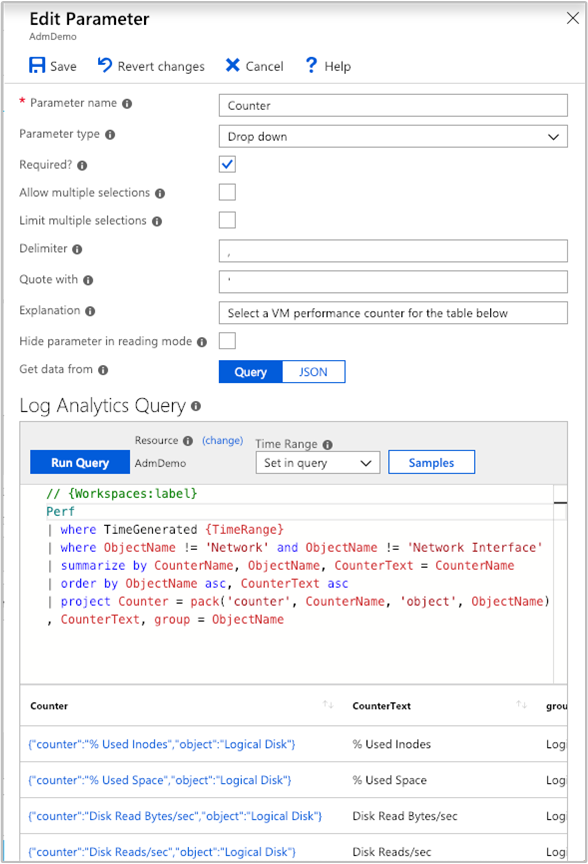 Edit Parameter
AdmDemo
Save Revert changes Cancel ? Help
* Parameter name Counter
Parameter type Drop down
Required?
Allow multiple selections
Limit multiple selections
Delimiter ,
Quote with '
Explanation Select a VM performance counter for the table below
Hide parameter in reading mode
Get data from Query JSON
Log Analytics Query
Resource (change) Time Range
Run Query AdmDemo Set in query Samples
// {Workspaces:label}
Perf
| where TimeGenerated {TimeRange}
| where ObjectName != 'Network' and ObjectName != 'Network Interface'
| summarize by CounterName, ObjectName, CounterText = CounterName
| order by ObjectName asc, CounterText asc
| project Counter = pack('counter', CounterName, 'object', ObjectName)
, CounterText, group = ObjectName
Counter CounterText grou
{"counter":"% Used Inodes","object":"Logical Disk"} % Used Inodes Logi
{"counter":"% Used Space","object":"Logical Disk"} % Used Space Logi
{"counter":"Disk Read Bytes/sec","object":"Logical Disk"} Disk Read Bytes/sec Logi
{"counter":"Disk Reads/sec","object":"Logical Disk"} Disk Reads/sec Logi